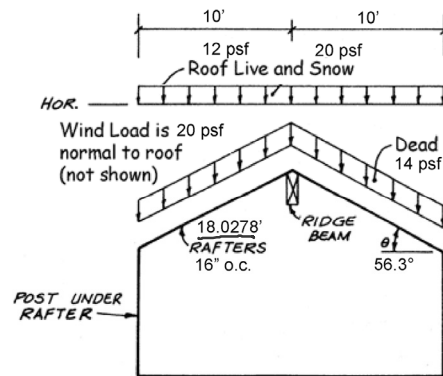 10' 10'
12 psf 20 psf
Roof Live and Snow
HOR.
Wind Load is 20 psf
normal to roof
(not shown)
Dead
14 psf
18.0278'
RAFTERS
16" o.c.
RIDGE
BEAM
θ
56.3°
POST UNDER
RAFTER